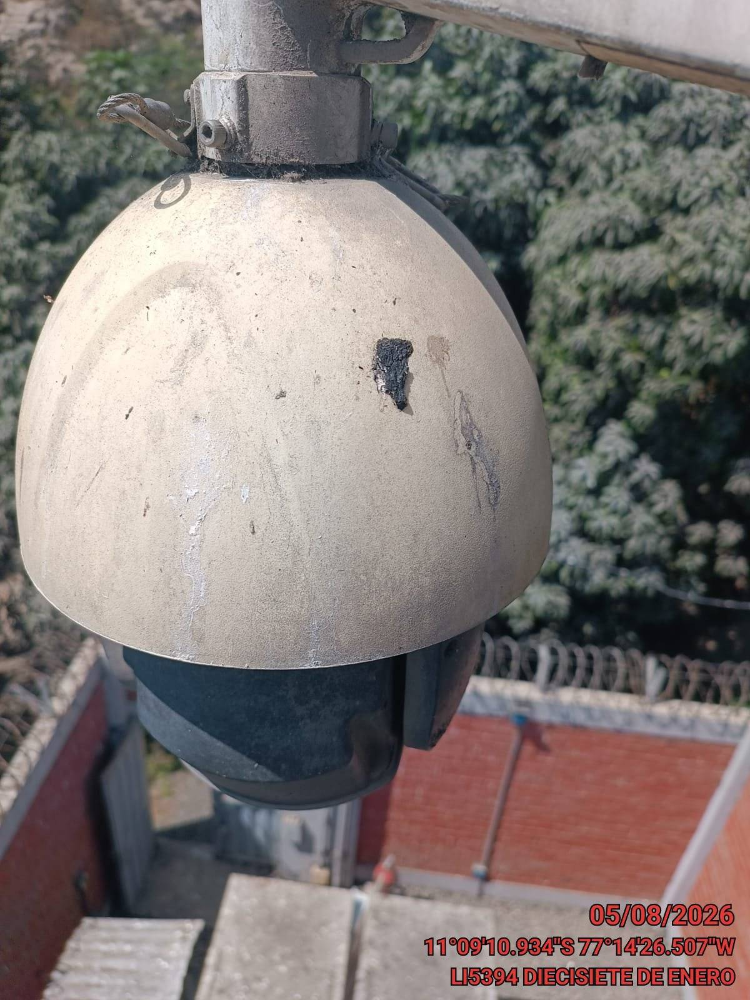 05/08/2026
11°09'10.934"S 77°14'26.507"W
LI5394 DIECISIETE DE ENERO